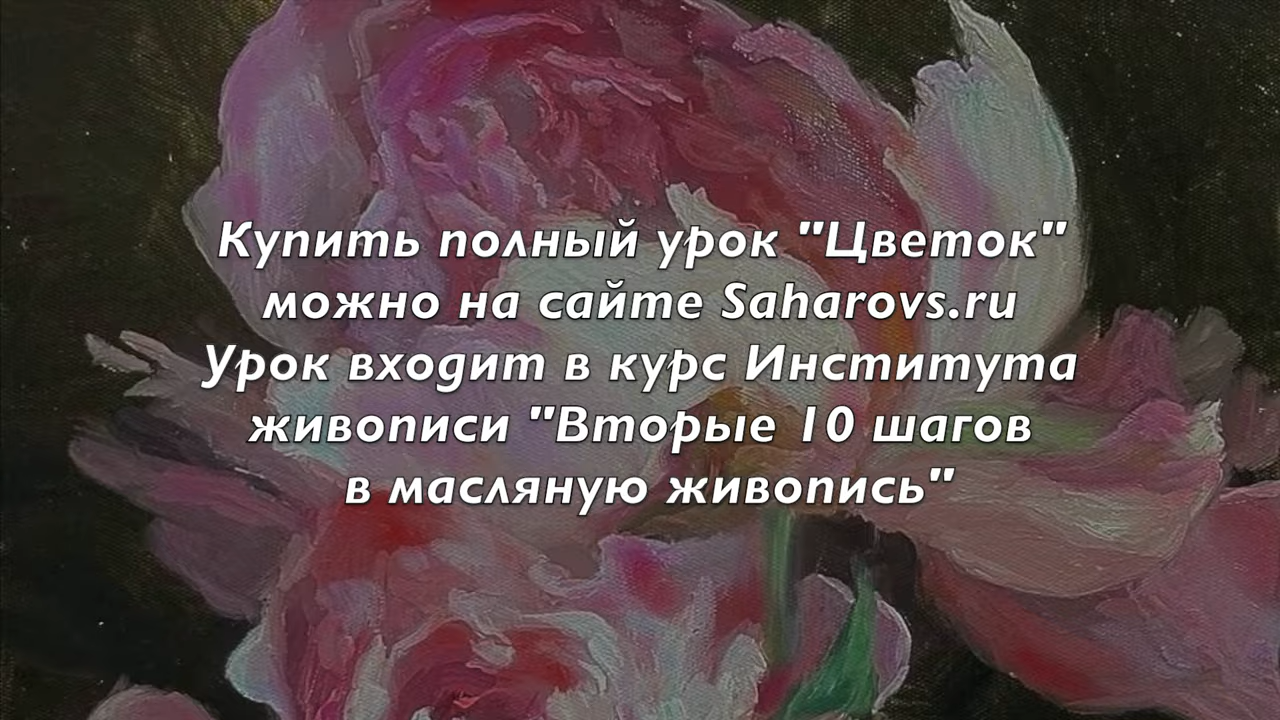 Купить полный урок "Цветок"
можно на сайте Saharovs.ru
Урок входит в курс Института
живописи "Вторые 10 шагов
в масляную живопись"